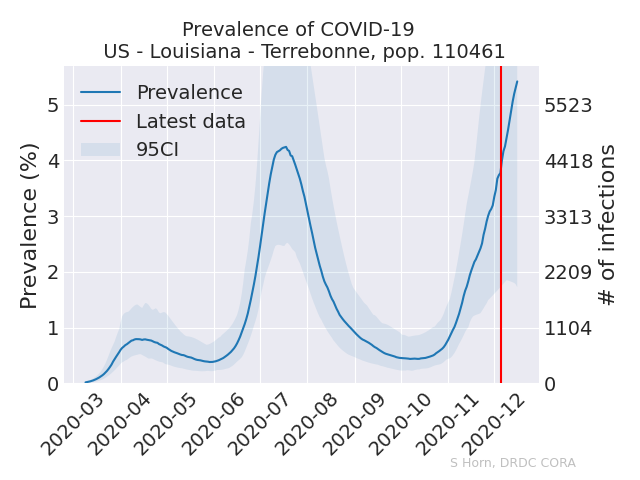 Prevalence of COVID-19
US - Louisiana - Terrebonne, pop. 110461
Prevalence
Latest data
95CI
Prevalence (%)
5
4
3
2
1
0
5523
4418
3313
2209
1104
0
# of infections
2020-03
2020-04
2020-05
2020-06
2020-07
2020-08
2020-09
2020-10
2020-11
2020-12
S Horn, DRDC CORA